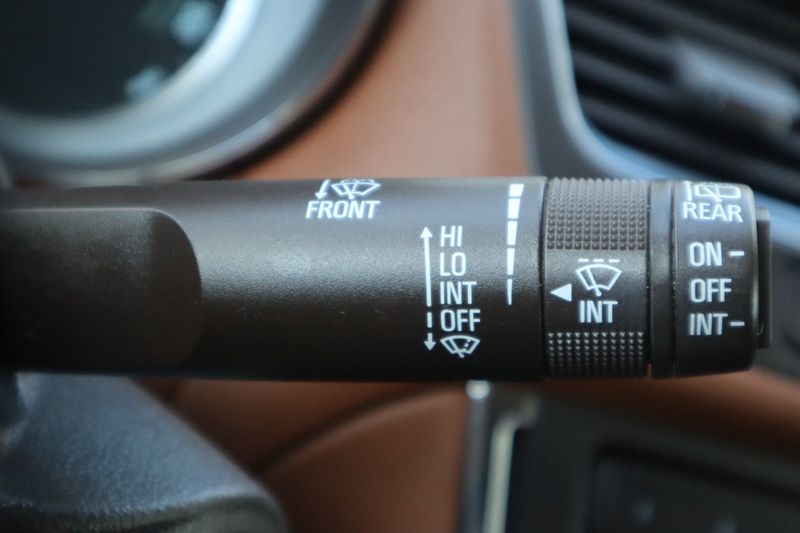 FRONT
HI
LO
INT
OFF
INT
REAR
ON -
OFF
INT-